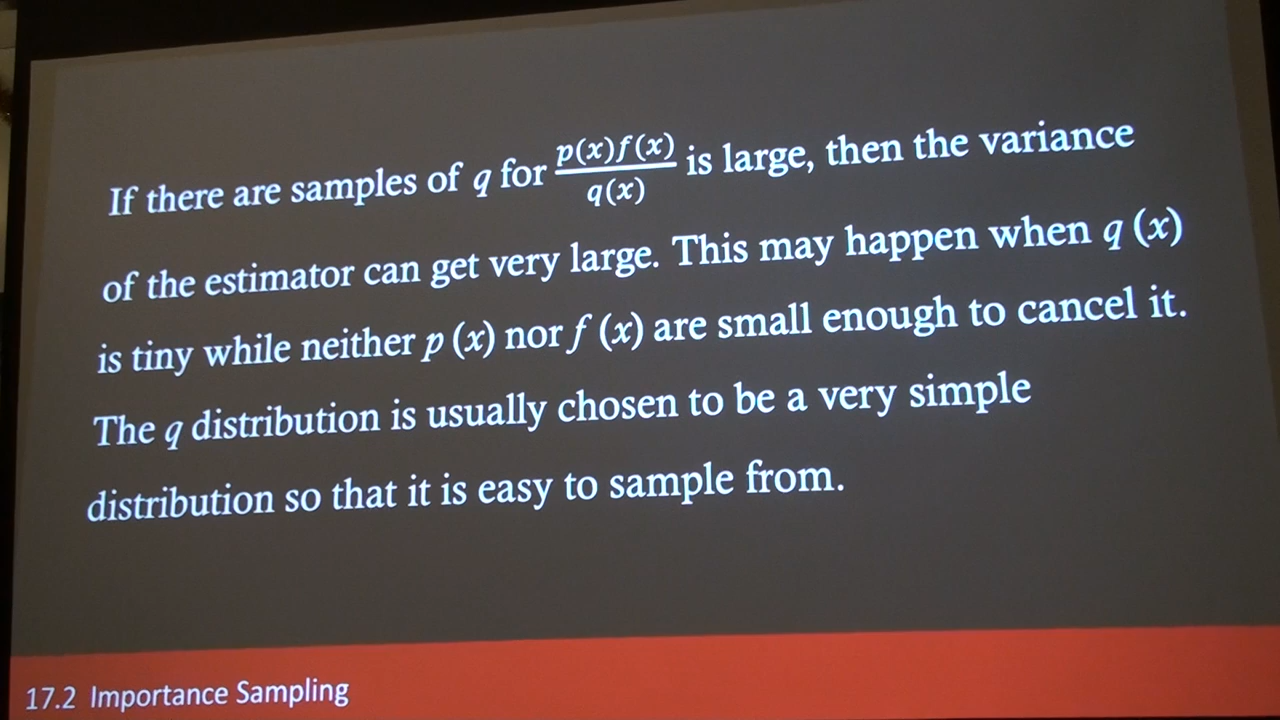 If there are samples of q for p(x)f(x)/q(x) is large, then the variance
of the estimator can get very large. This may happen when q (x)
is tiny while neither p (x) nor f (x) are small enough to cancel it.
The q distribution is usually chosen to be a very simple
distribution so that it is easy to sample from.
17.2 Importance Sampling